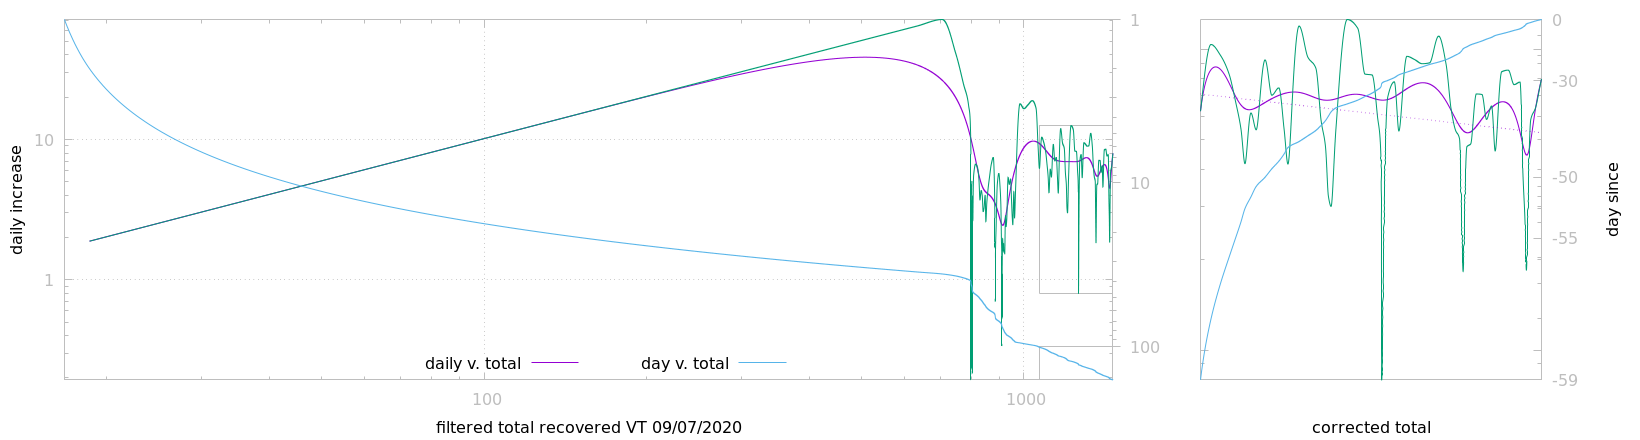 daily increase
10
1
100
1000
filtered total recovered VT 09/07/2020
daily v. total
day v. total
1
10
100
0
-30
-50
-55
-59
day since
corrected total